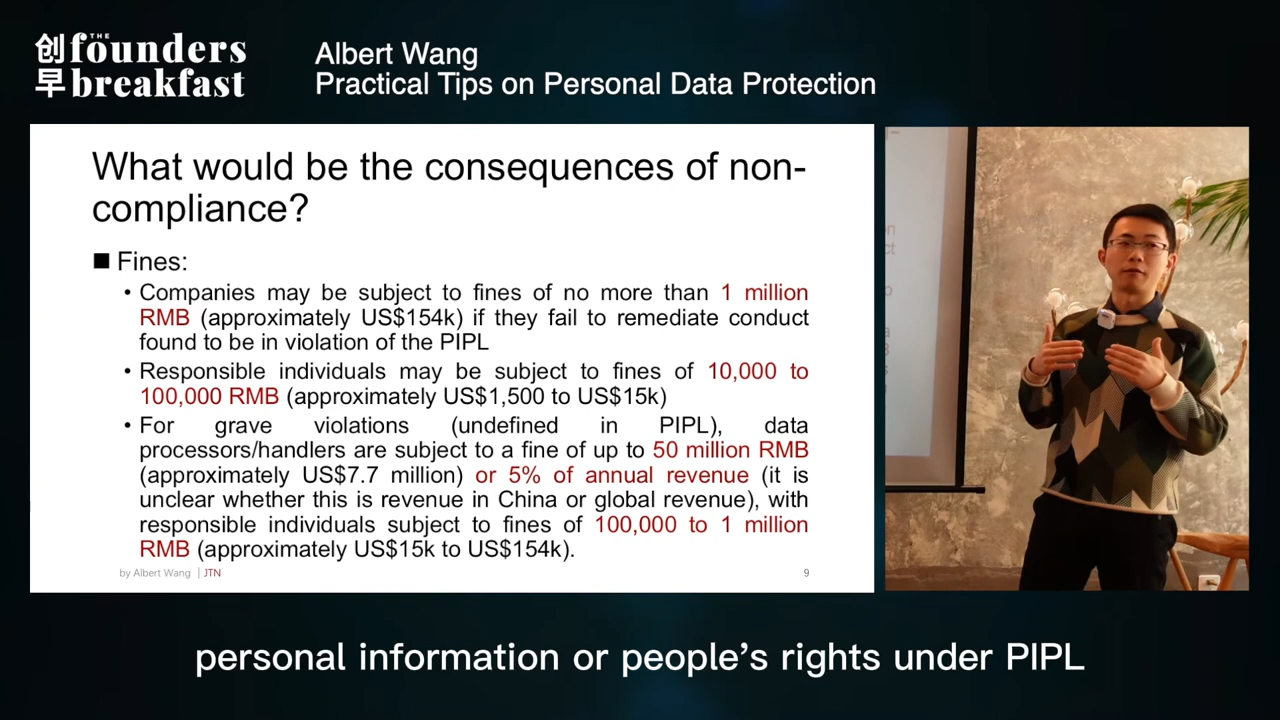 创 THE founders
早 breakfast
Albert Wang
Practical Tips on Personal Data Protection
What would be the consequences of non-
compliance?
■ Fines:
• Companies may be subject to fines of no more than 1 million
RMB (approximately US$154k) if they fail to remediate conduct
found to be in violation of the PIPL
• Responsible individuals may be subject to fines of 10,000 to
100,000 RMB (approximately US$1,500 to US$15k)
• For grave violations (undefined in PIPL), data
processors/handlers are subject to a fine of up to 50 million RMB
(approximately US$7.7 million) or 5% of annual revenue (it is
unclear whether this is revenue in China or global revenue), with
responsible individuals subject to fines of 100,000 to 1 million
RMB (approximately US$15k to US$154k).
by Albert Wang | JTN
9
personal information or people's rights under PIPL